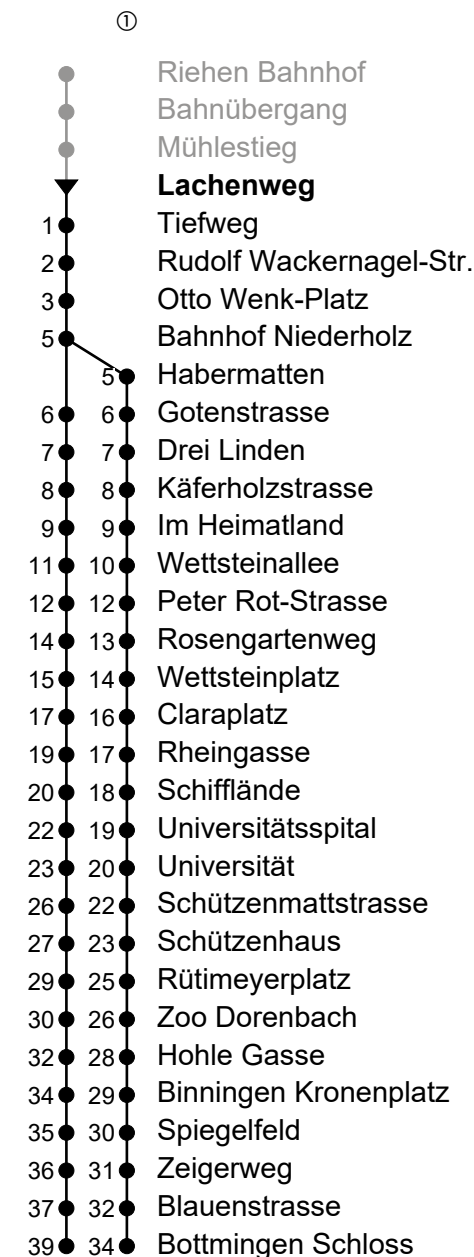 ①
Riehen Bahnhof
Bahnübergang
Mühlestieg
Lachenweg
1 Tiefweg
2 Rudolf Wackernagel-Str.
3 Otto Wenk-Platz
5 Bahnhof Niederholz
5 Habermatten
6 6 Gotenstrasse
7 7 Drei Linden
8 8 Käferholzstrasse
9 9 Im Heimatland
11 10 Wettsteinallee
12 12 Peter Rot-Strasse
14 13 Rosengartenweg
15 14 Wettsteinplatz
17 16 Claraplatz
19 17 Rheingasse
20 18 Schifflände
22 19 Universitätsspital
23 20 Universität
26 22 Schützenmattstrasse
27 23 Schützenhaus
29 25 Rütimeyerplatz
30 26 Zoo Dorenbach
32 28 Hohle Gasse
34 29 Binningen Kronenplatz
35 30 Spiegelfeld
36 31 Zeigerweg
37 32 Blauenstrasse
39 34 Bottmingen Schloss